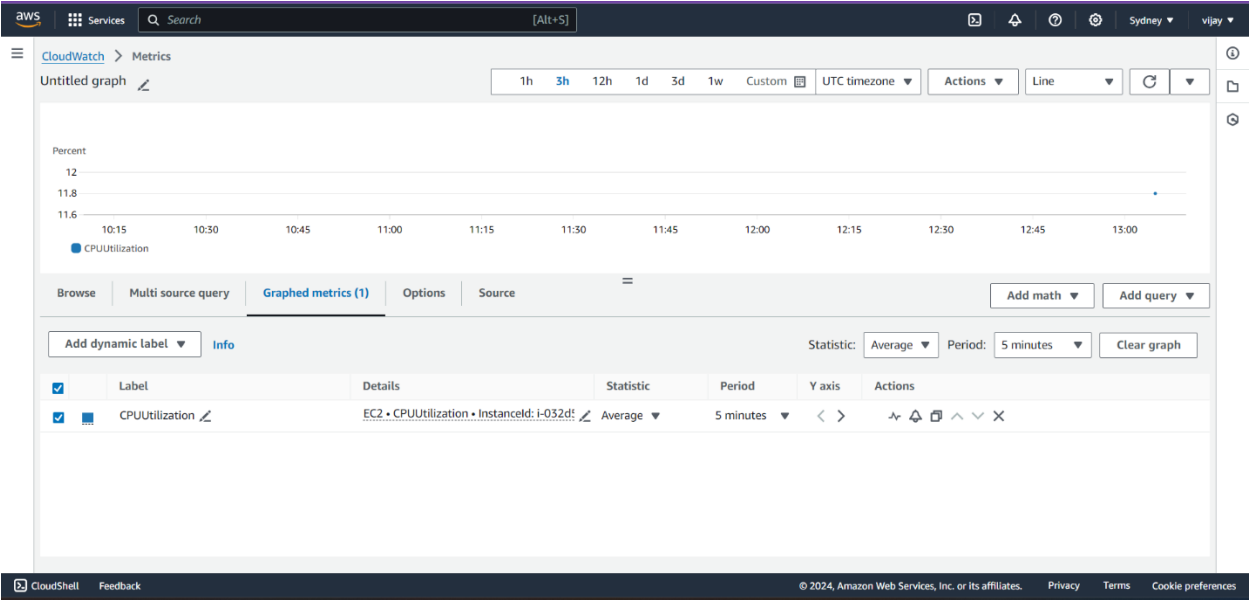 aws Services Search [Alt+S] Sydney vijay
CloudWatch Metrics
Untitled graph 1h 3h 12h 1d 3d 1w Custom UTC timezone Actions Line
Percent
12
11.8
11.6
10:15 10:30 10:45 11:00 11:15 11:30 11:45 12:00 12:15 12:30 12:45 13:00
CPUUtilization
Browse Multi source query Graphed metrics (1) Options Source Add math Add query
Add dynamic label Info Statistic: Average Period: 5 minutes Clear graph
Label Details Statistic Period Y axis Actions
CPUUtilization EC2 • CPUUtilization • InstanceId: i-032d Average 5 minutes
CloudShell Feedback © 2024, Amazon Web Services, Inc. or its affiliates. Privacy Terms Cookie preferences